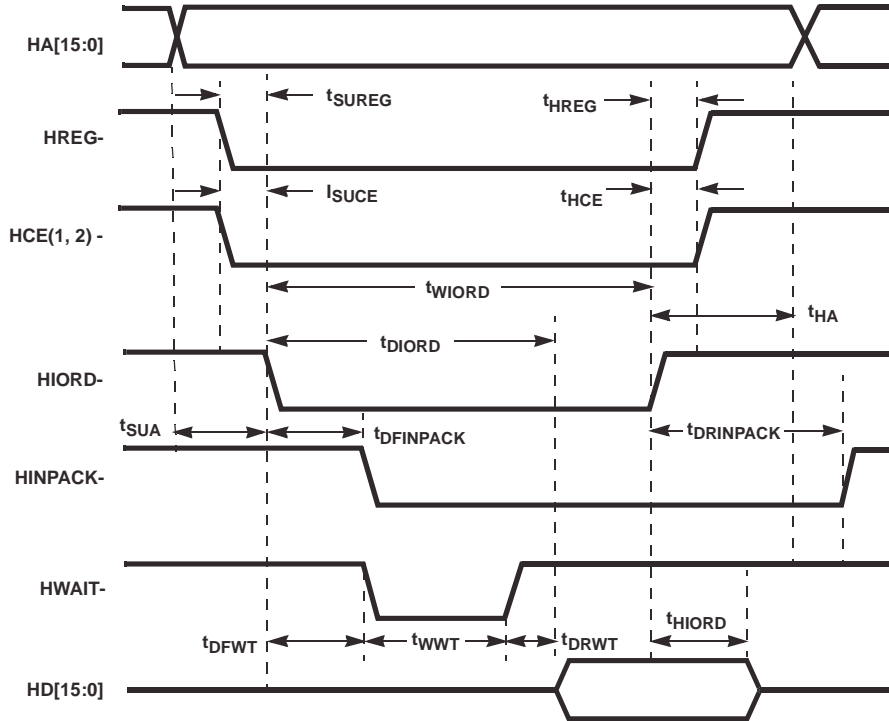 HA[15:0]
tSUREG
tHREG
HREG-
ISUCE
tHCE
HCE(1, 2) -
tWIORD
tHA
tDIORD
HIORD-
tSUA
tDFINPACK
tDRINPACK
HINPACK-
HWAIT-
tHIORD
tDFWT
tWWT
tDRWT
HD[15:0]